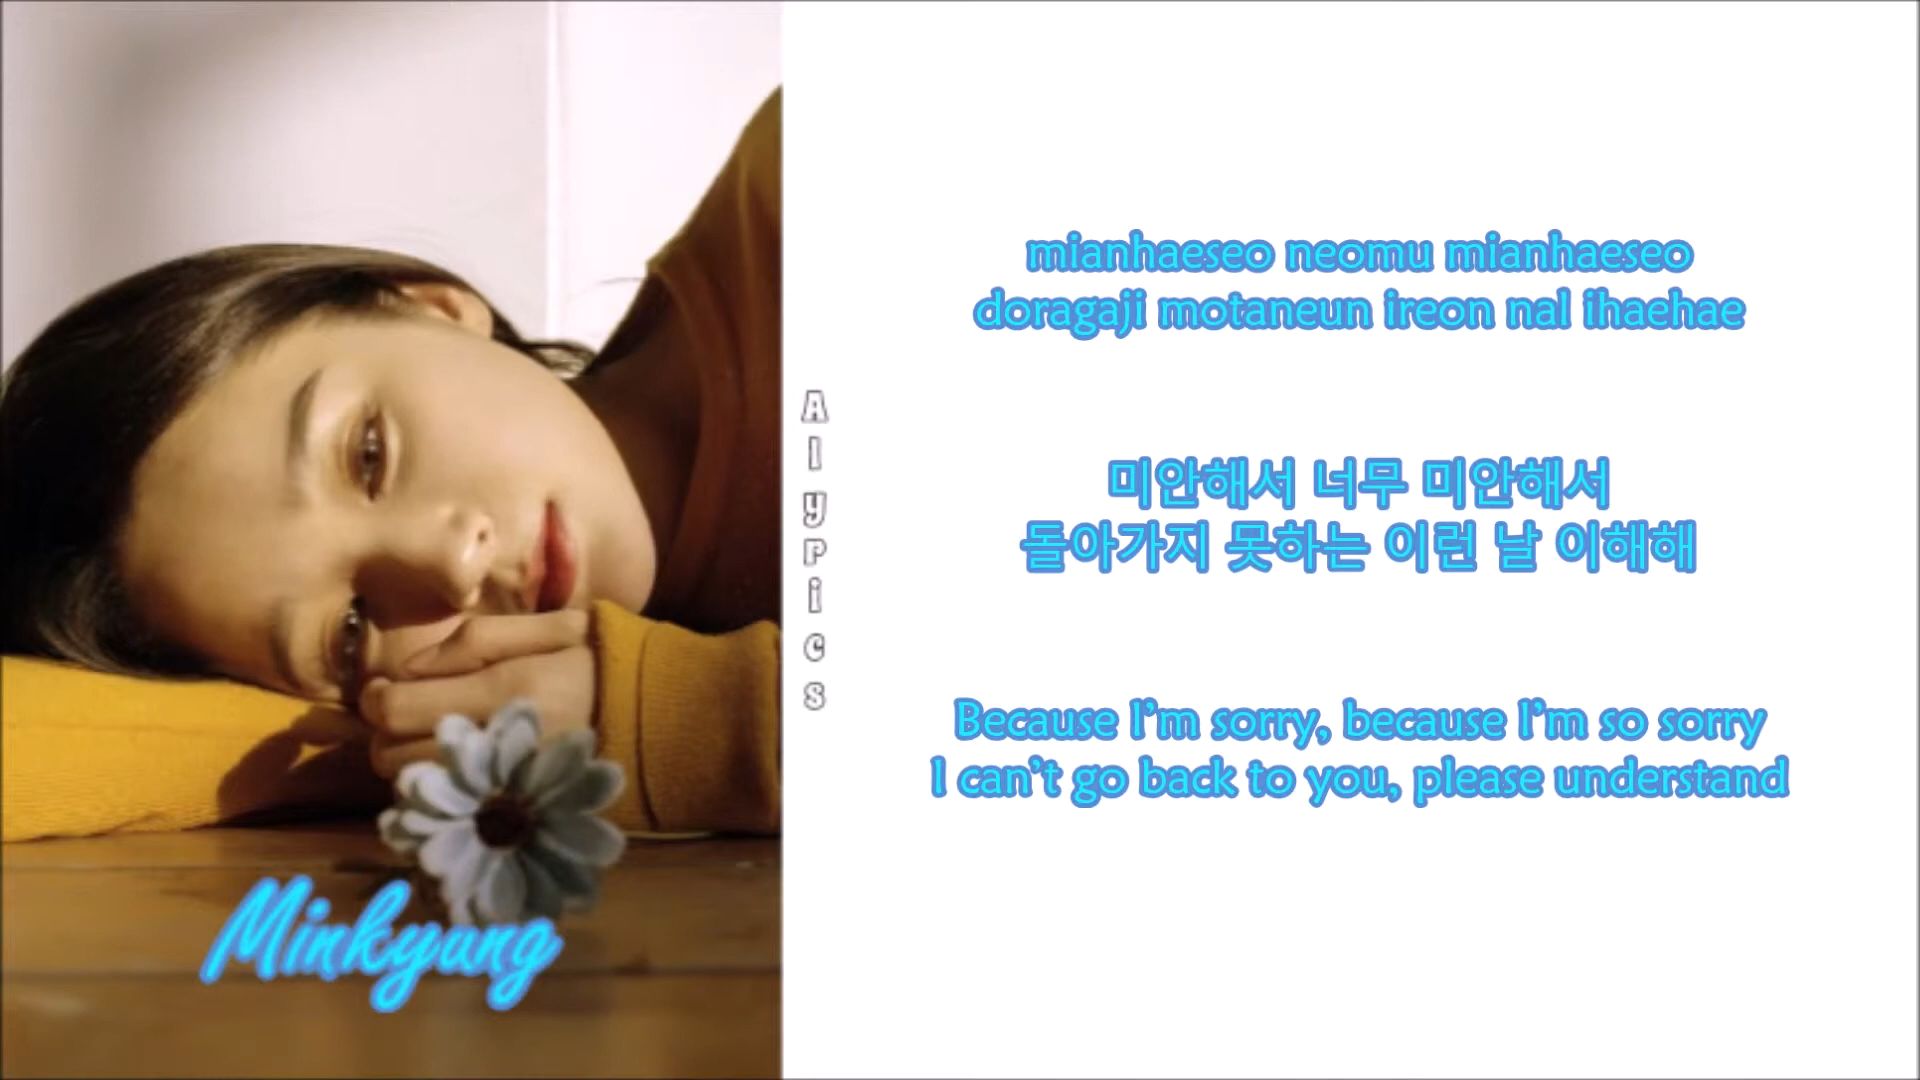 mianhaeseo neomu mianhaeseo
doragaji motaneun ireon nal ihaehae
미안해서 너무 미안해서
돌아가지 못하는 이런 날 이해해
Because I'm sorry, because I'm so sorry
I can't go back to you, please understand
Alypics
Minkyung